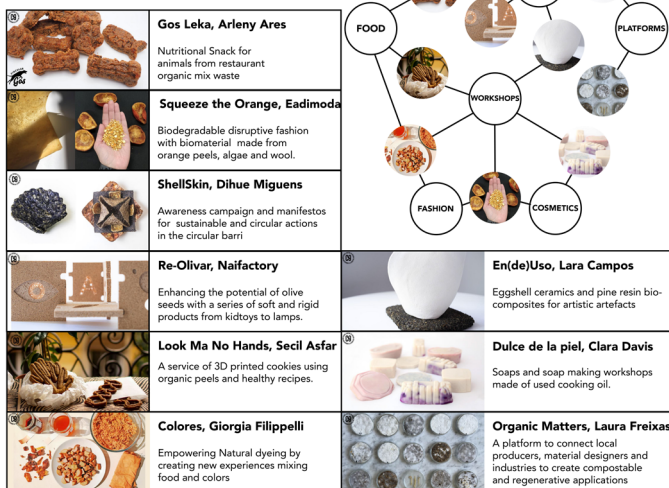 Gos Leka, Arleny Ares
Nutritional Snack for
animals from restaurant
organic mix waste
Gos
Squeeze the Orange, Eadimoda
Biodegradable disruptive fashion
with biomaterial made from
orange peels, algae and wool.
ShellSkin, Dihue Miguens
Awareness campaign and manifestos
for sustainable and circular actions
in the circular barri
FOOD
PLATFORMS
WORKSHOPS
FASHION
COSMETICS
Re-Olivar, Naifactory
Enhancing the potential of olive
seeds with a series of soft and rigid
products from kidtoys to lamps.
A
En(de)Uso, Lara Campos
Eggshell ceramics and pine resin bio-
composites for artistic artefacts
Look Ma No Hands, Secil Asfar
A service of 3D printed cookies using
organic peels and healthy recipes.
Dulce de la piel, Clara Davis
Soaps and soap making workshops
made of used cooking oil.
Colores, Giorgia Filippelli
Empowering Natural dyeing by
creating new experiences mixing
food and colors
Organic Matters, Laura Freixas
A platform to connect local
producers, material designers and
industries to create compostable
and regenerative applications